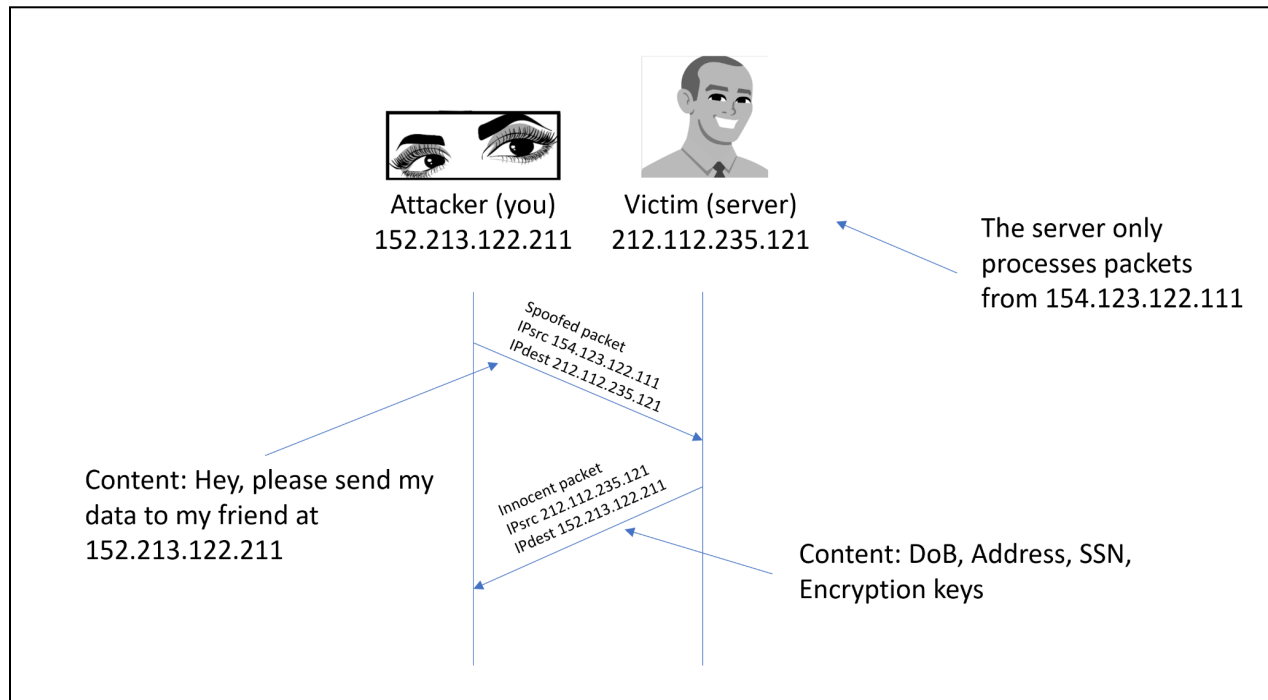 Attacker (you)
152.213.122.211
Victim (server)
212.112.235.121
The server only
processes packets
from 154.123.122.111
Spoofed packet
IPsrc 154.123.122.111
IPdest 212.112.235.121
Content: Hey, please send my
data to my friend at
152.213.122.211
Innocent packet
IPsrc 212.112.235.121
IPdest 152.213.122.211
Content: DoB, Address, SSN,
Encryption keys